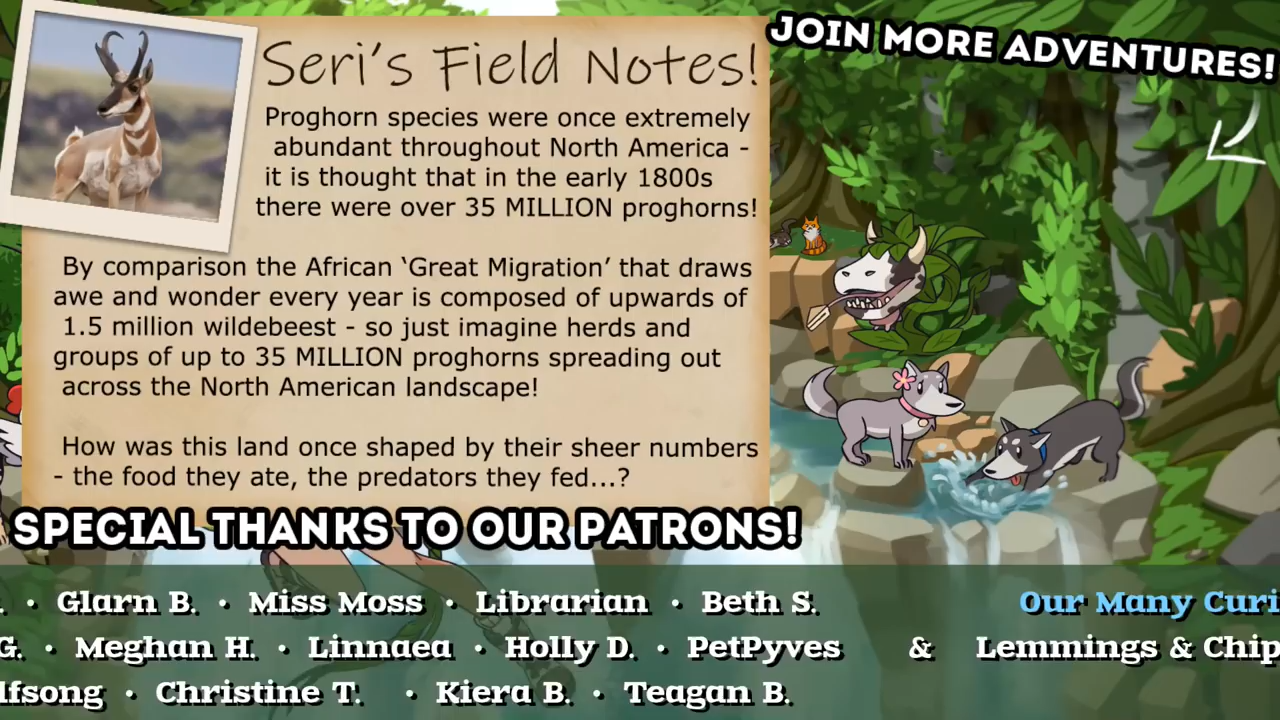 Seri's Field Notes!
Proghorn species were once extremely
abundant throughout North America -
it is thought that in the early 1800s
there were over 35 MILLION proghorns!
By comparison the African ‘Great Migration’ that draws
awe and wonder every year is composed of upwards of
1.5 million wildebeest - so just imagine herds and
groups of up to 35 MILLION proghorns spreading out
across the North American landscape!
How was this land once shaped by their sheer numbers
- the food they ate, the predators they fed...?
JOIN MORE ADVENTURES!
SPECIAL THANKS TO OUR PATRONS!
. · Glarn B. · Miss Moss · Librarian · Beth S.
G. · Meghan H. · Linnaea · Holly D. · PetPyves
lfsong · Christine T. · Kiera B. · Teagan B.
Our Many Curi
& Lemmings & Chip